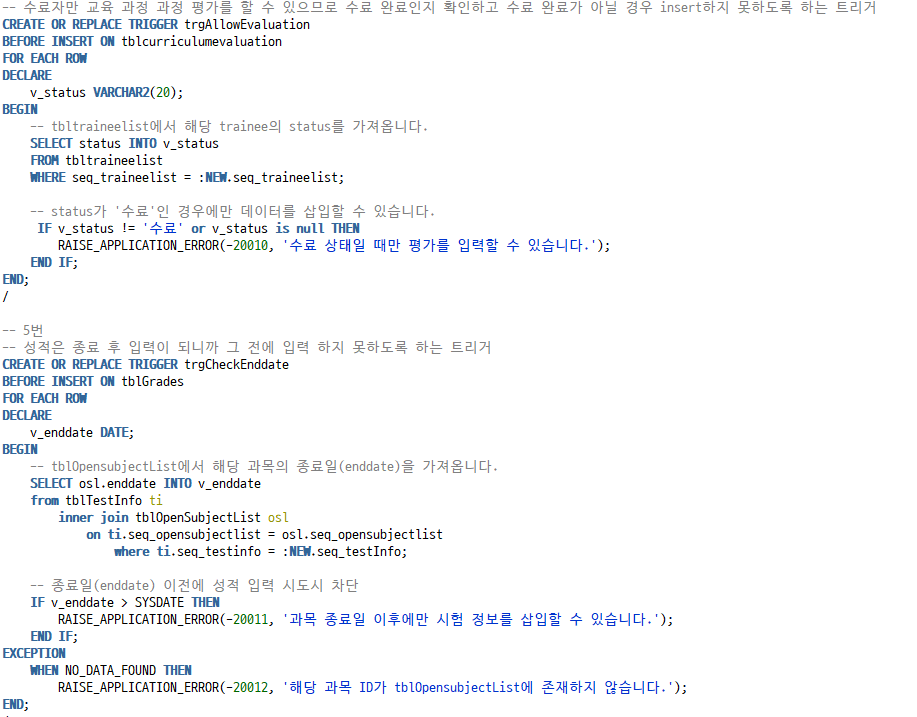 -- 수료자만 교육 과정 과정 평가를 할 수 있으므로 수료 완료인지 확인하고 수료 완료가 아닐 경우 insert하지 못하도록 하는 트리거
CREATE OR REPLACE TRIGGER trgAllowEvaluation
BEFORE INSERT ON tblcurriculumevaluation
FOR EACH ROW
DECLARE
    v_status VARCHAR2(20);
BEGIN
    -- tbltraineelist에서 해당 trainee의 status를 가져옵니다.
    SELECT status INTO v_status
    FROM tbltraineelist
    WHERE seq_traineelist = :NEW.seq_traineelist;

    -- status가 '수료'인 경우에만 데이터를 삽입할 수 있습니다.
     IF v_status != '수료' or v_status is null THEN
        RAISE_APPLICATION_ERROR(-20010, '수료 상태일 때만 평가를 입력할 수 있습니다.');
    END IF;
END;
/

-- 5번
-- 성적은 종료 후 입력이 되니까 그 전에 입력 하지 못하도록 하는 트리거
CREATE OR REPLACE TRIGGER trgCheckEnddate
BEFORE INSERT ON tblGrades
FOR EACH ROW
DECLARE
    v_enddate DATE;
BEGIN
    -- tblOpensubjectList에서 해당 과목의 종료일(enddate)을 가져옵니다.
    SELECT osl.enddate INTO v_enddate
    from tblTestInfo ti
        inner join tblOpenSubjectList osl
            on ti.seq_opensubjectlist = osl.seq_opensubjectlist
                where ti.seq_testinfo = :NEW.seq_testInfo;

    -- 종료일(enddate) 이전에 성적 입력 시도시 차단
    IF v_enddate > SYSDATE THEN
        RAISE_APPLICATION_ERROR(-20011, '과목 종료일 이후에만 시험 정보를 삽입할 수 있습니다.');
    END IF;
EXCEPTION
    WHEN NO_DATA_FOUND THEN
        RAISE_APPLICATION_ERROR(-20012, '해당 과목 ID가 tblOpensubjectList에 존재하지 않습니다.');
END;